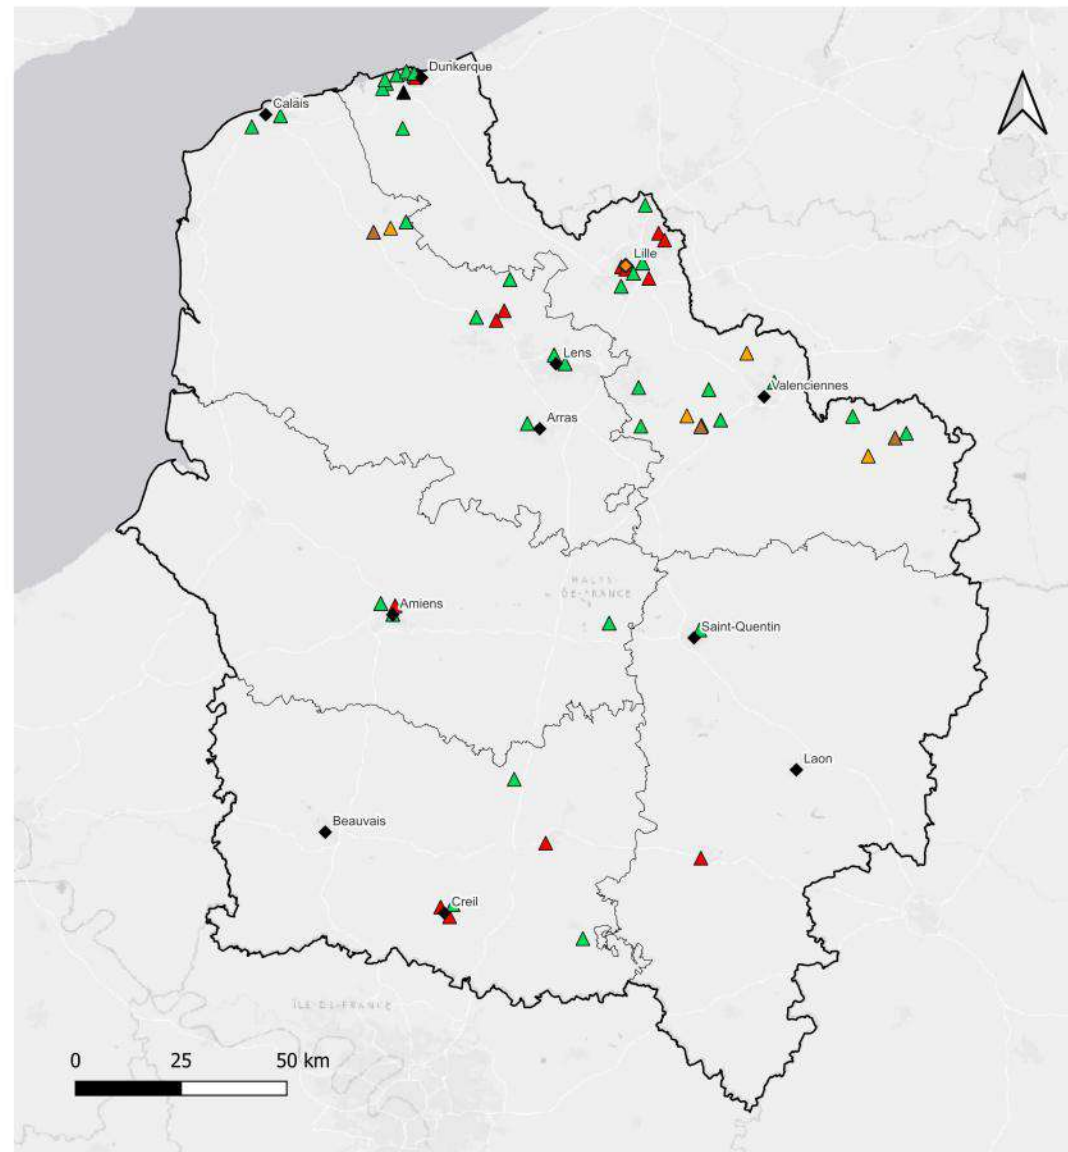 Dunkerque
Calais
Lille
Lens
Valenciennes
Arras
HAUTS-
DE-FRANCE
Amiens
Saint-Quentin
Laon
Beauvais
Creil
ÎLE-DE-FRANCE
0 25 50 km